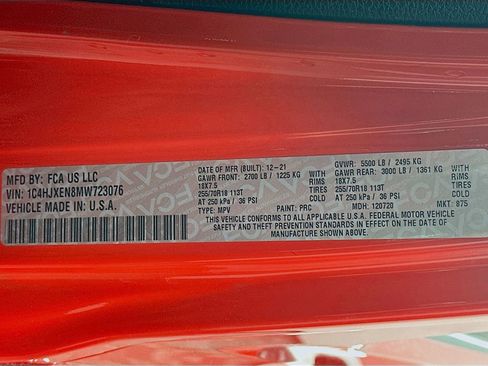 MFD BY: FCA US LLC
VIN: 1C4HJXEN8MW723076
VEHICLE MADE IN: U.S.A.
DATE OF MFR (BUILT): 12-21
GVWR: 5500 LB / 2495 KG
GAWR FRONT: 2700 LB / 1225 KG WITH
GAWR REAR: 3000 LB / 1361 KG WITH
18X7.5 RIMS
18X7.5 RIMS
255/70R18 113T TIRES
255/70R18 113T TIRES
AT 250 kPa / 36 PSI COLD
AT 250 kPa / 36 PSI COLD
TYPE: MPV PAINT: PRC MDH: 120720 MKT: 875
THIS VEHICLE CONFORMS TO ALL APPLICABLE U.S.A. FEDERAL MOTOR VEHICLE
SAFETY AND THEFT PREVENTION STANDARDS IN EFFECT ON THE DATE OF
MANUFACTURE SHOWN ABOVE.